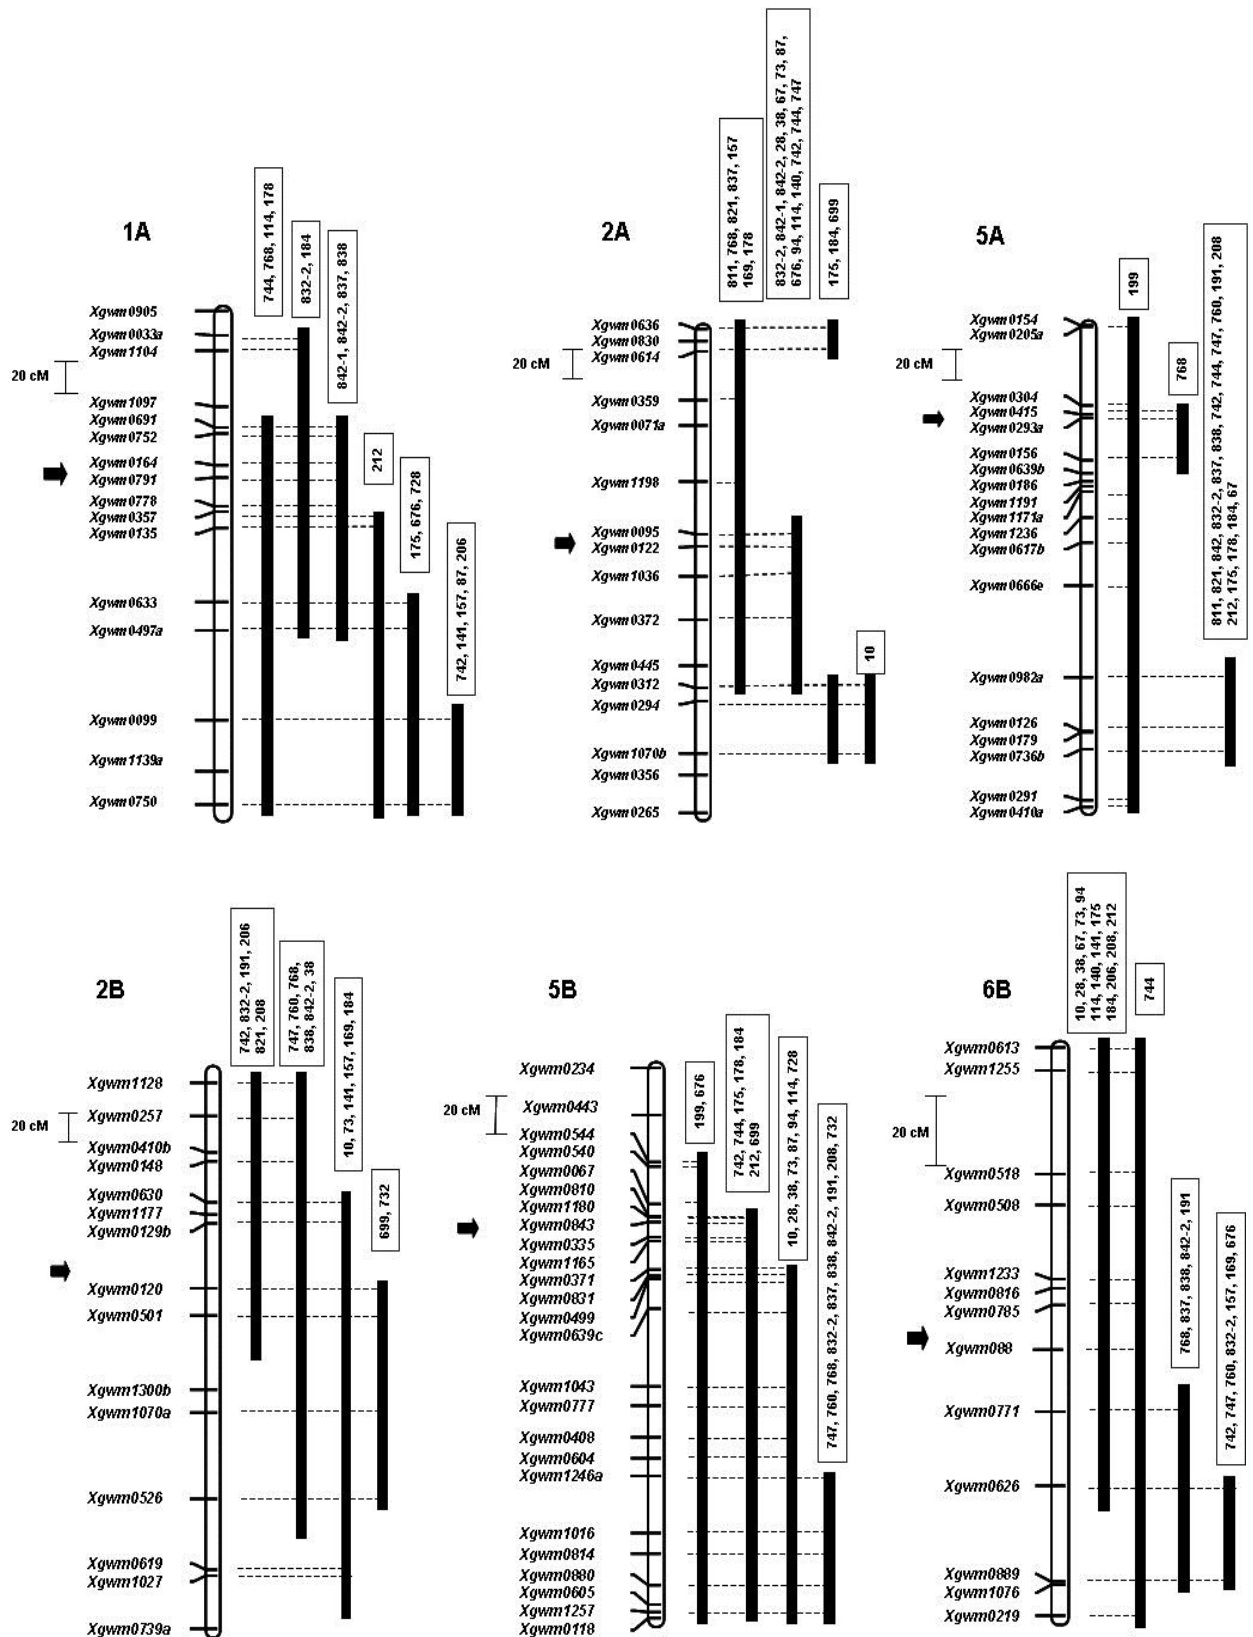 1A
744, 768, 114, 178
832-2, 184
842-1, 842-2, 837, 838
212
175, 676, 728
742, 141, 157, 87, 206
Xgwm0905
Xgwm0033a
Xgwm1104
20 cM
Xgwm1097
Xgwm0691
Xgwm0752
Xgwm0164
Xgwm0791
Xgwm0778
Xgwm0357
Xgwm0135
Xgwm0633
Xgwm0497a
Xgwm0099
Xgwm1139a
Xgwm0750
2A
811, 768, 821, 837, 157
169, 178
832-2, 842-1, 842-2, 28, 38, 67, 73, 87,
676, 94, 114, 140, 742, 744, 747
175, 184, 699
10
Xgwm0636
Xgwm0830
Xgwm0614
20 cM
Xgwm0359
Xgwm0071a
Xgwm1198
Xgwm0095
Xgwm0122
Xgwm1036
Xgwm0372
Xgwm0445
Xgwm0312
Xgwm0294
Xgwm1070b
Xgwm0356
Xgwm0265
5A
199
768
811, 821, 842, 832-2, 837, 838, 742, 744, 747, 760, 191, 208
212, 175, 178, 184, 67
Xgwm0154
Xgwm0205a
20 cM
Xgwm0304
Xgwm0415
Xgwm0293a
Xgwm0156
Xgwm0639b
Xgwm0186
Xgwm1191
Xgwm1171a
Xgwm1236
Xgwm0617b
Xgwm0666e
Xgwm0982a
Xgwm0126
Xgwm0179
Xgwm0736b
Xgwm0291
Xgwm0410a
2B
742, 832-2, 191, 206
821, 208
747, 760, 768,
838, 842-2, 38
10, 73, 141, 157, 169, 184
699, 732
Xgwm1128
Xgwm0257
20 cM
Xgwm0410b
Xgwm0148
Xgwm0630
Xgwm1177
Xgwm0129b
Xgwm0120
Xgwm0501
Xgwm1300b
Xgwm1070a
Xgwm0526
Xgwm0619
Xgwm1027
Xgwm0739a
5B
199, 676
742, 744, 175, 178, 184
212, 699
10, 28, 38, 73, 87, 94, 114, 728
747, 760, 768, 832-2, 837, 838, 842-2, 191, 208, 732
Xgwm0234
20 cM
Xgwm0443
Xgwm0544
Xgwm0540
Xgwm0067
Xgwm0810
Xgwm1180
Xgwm0843
Xgwm0335
Xgwm1165
Xgwm0371
Xgwm0831
Xgwm0499
Xgwm0639c
Xgwm1043
Xgwm0777
Xgwm0408
Xgwm0604
Xgwm1246a
Xgwm1016
Xgwm0814
Xgwm0880
Xgwm0605
Xgwm1257
Xgwm0118
6B
10, 28, 38, 67, 73, 94
114, 140, 141, 175
184, 206, 208, 212
744
768, 837, 838, 842-2, 191
742, 747, 760, 832-2, 157, 169, 676
Xgwm0613
Xgwm1255
20 cM
Xgwm0518
Xgwm0508
Xgwm1233
Xgwm0816
Xgwm0785
Xgwm088
Xgwm0771
Xgwm0626
Xgwm0889
Xgwm1076
Xgwm0219